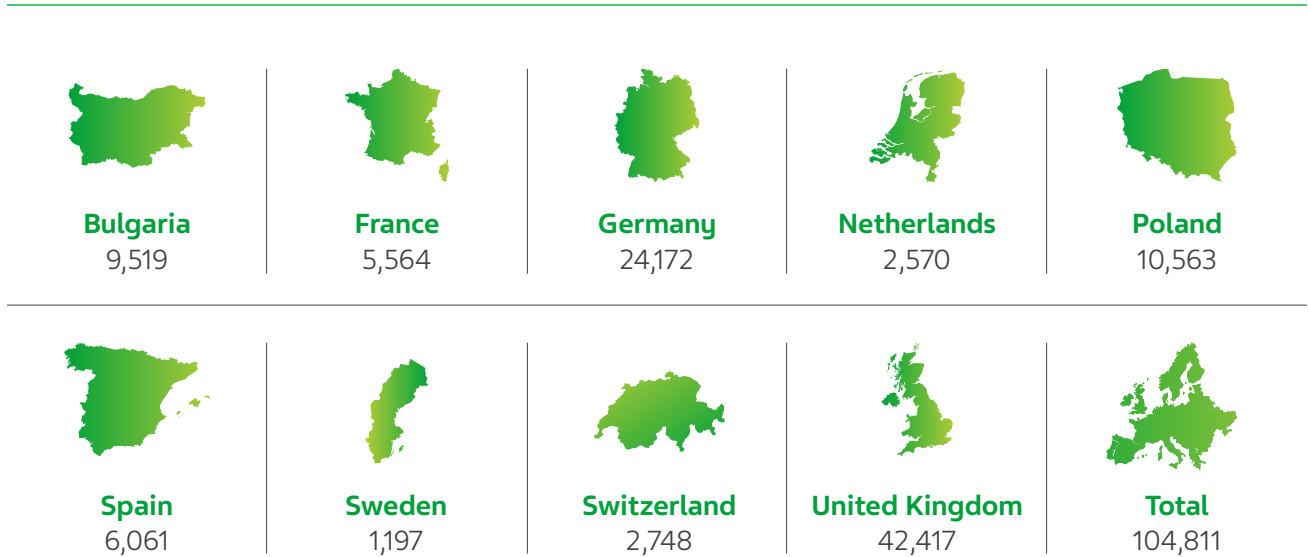 Bulgaria
9,519
France
5,564
Germany
24,172
Netherlands
2,570
Poland
10,563
Spain
6,061
Sweden
1,197
Switzerland
2,748
United Kingdom
42,417
Total
104,811